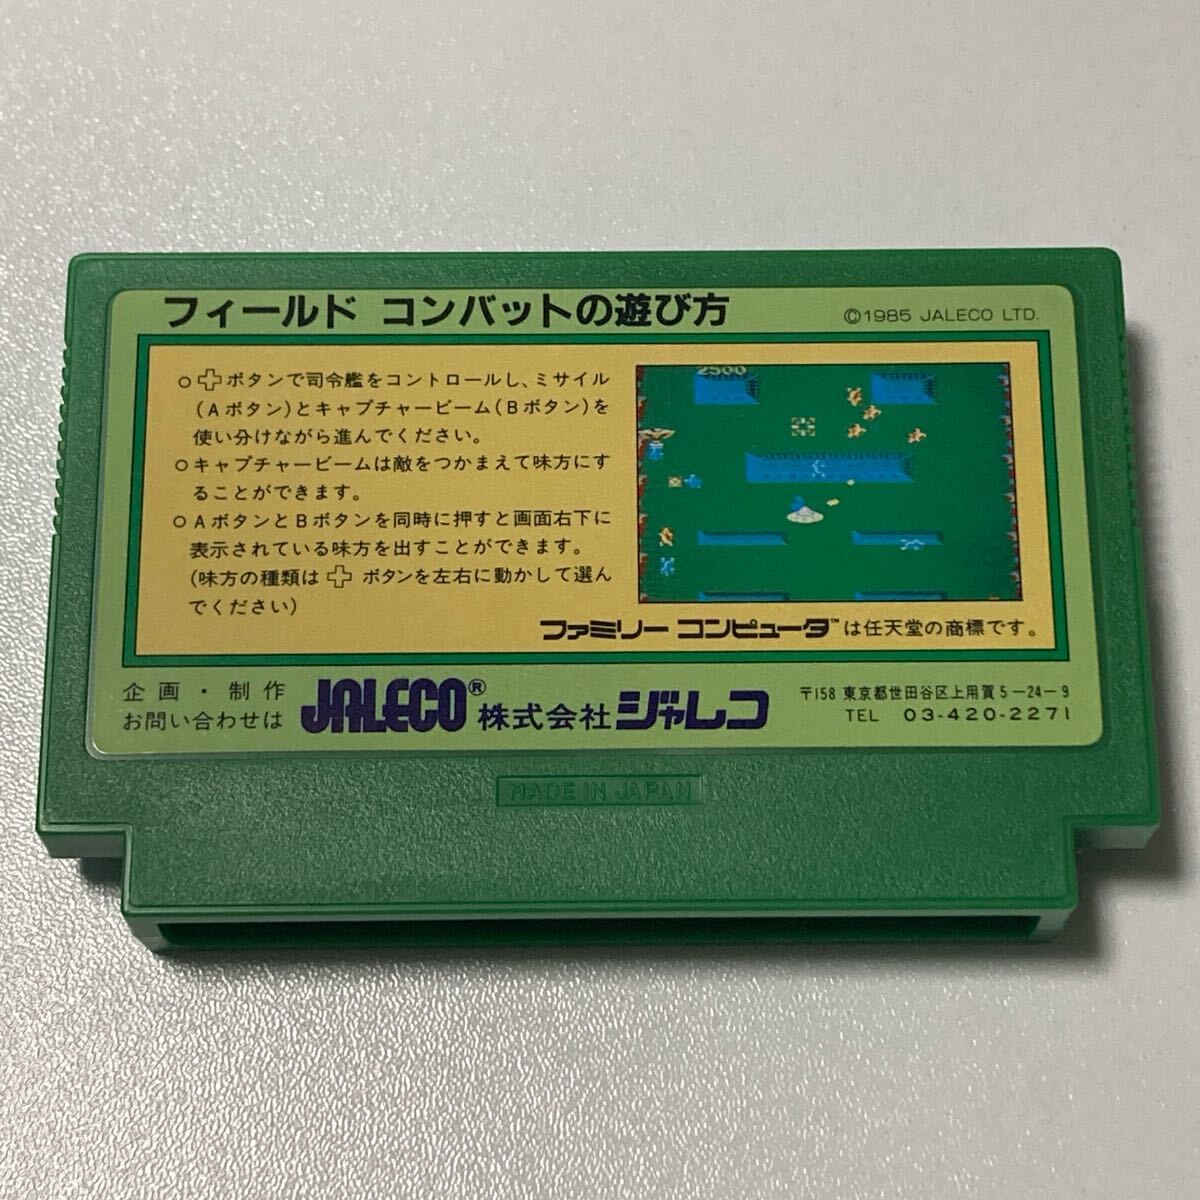 フィールド コンバットの遊び方
©1985 JALECO LTD.
○✚ボタンで司令艦をコントロールし、ミサイル
(Aボタン)とキャプチャービーム(Bボタン)を
使い分けながら進んでください。
○キャプチャービームは敵をつかまえて味方にす
ることができます。
○AボタンとBボタンを同時に押すと画面右下に
表示されている味方を出すことができます。
(味方の種類は✚ボタンを左右に動かして選ん
でください)
2500
ファミリー コンピュータ™は任天堂の商標です。
企画・制作
お問い合わせは
JALECO® 株式会社ジャレコ
〒158 東京都世田谷区上用賀5-24-9
TEL 03-420-2271
MADE IN JAPAN